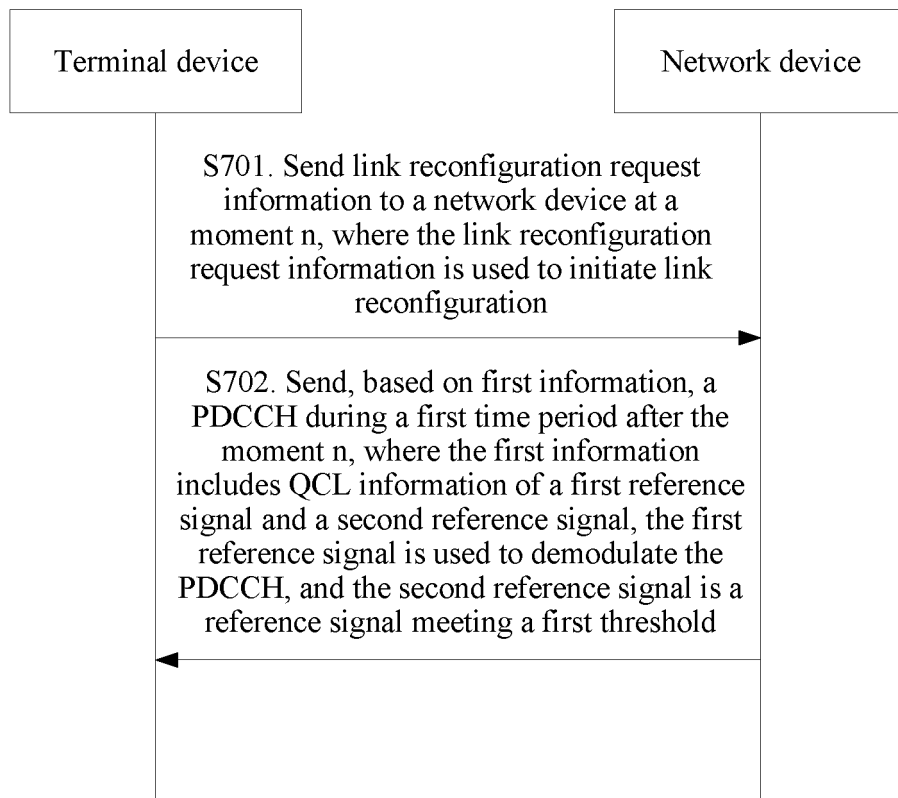 Terminal device
Network device
S701. Send link reconfiguration request
information to a network device at a
moment n, where the link reconfiguration
request information is used to initiate link
reconfiguration
S702. Send, based on first information, a
PDCCH during a first time period after the
moment n, where the first information
includes QCL information of a first reference
signal and a second reference signal, the first
reference signal is used to demodulate the
PDCCH, and the second reference signal is a
reference signal meeting a first threshold